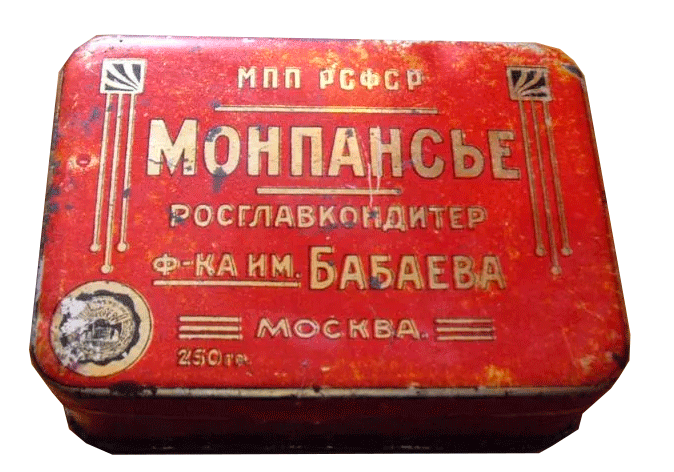 МПП РСФСР
МОНПАНСЬЕ
РОСГЛАВКОНДИТЕР
Ф-КА ИМ. БАБАЕВА
МОСКВА.
250 гр.